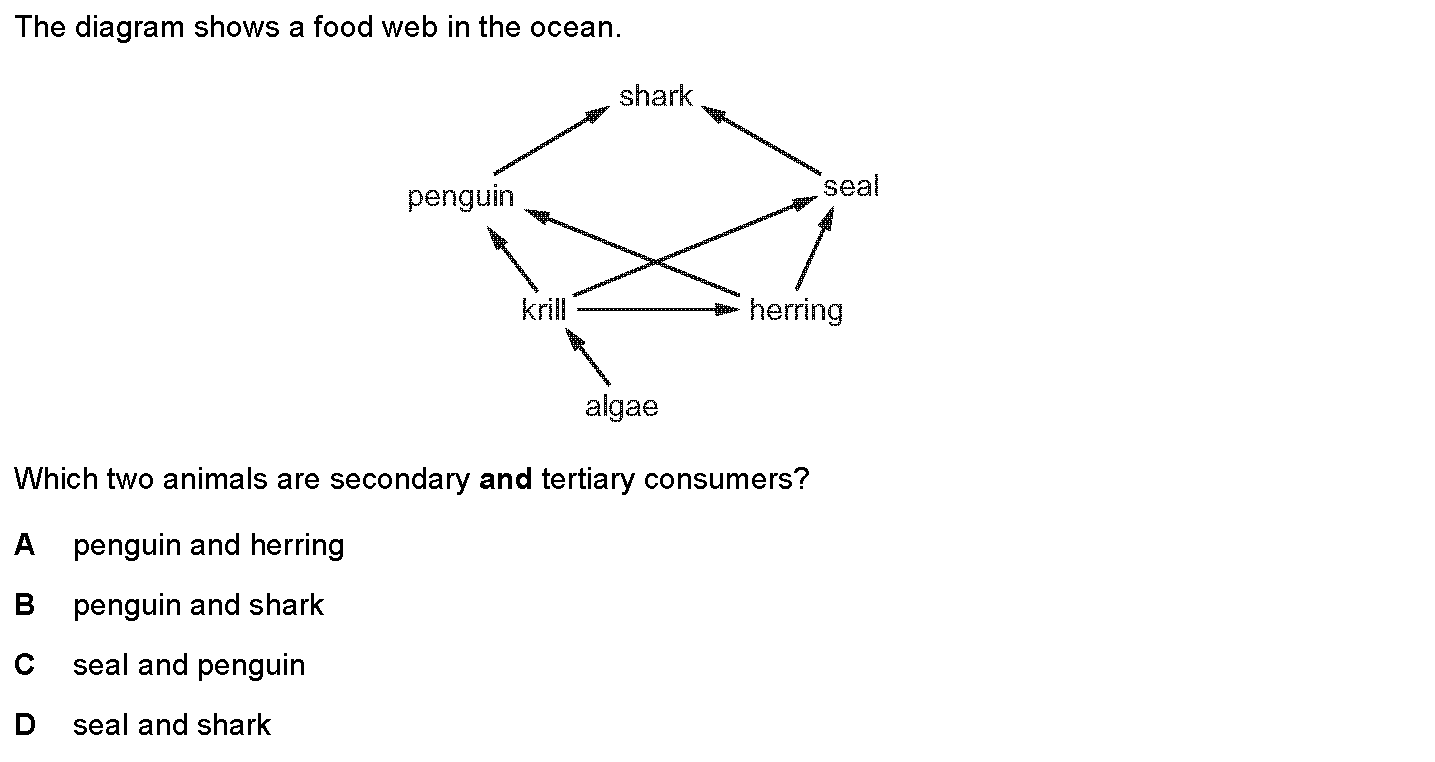 The diagram shows a food web in the ocean.
shark
penguin
seal
krill
herring
algae
Which two animals are secondary and tertiary consumers?
A penguin and herring
B penguin and shark
C seal and penguin
D seal and shark